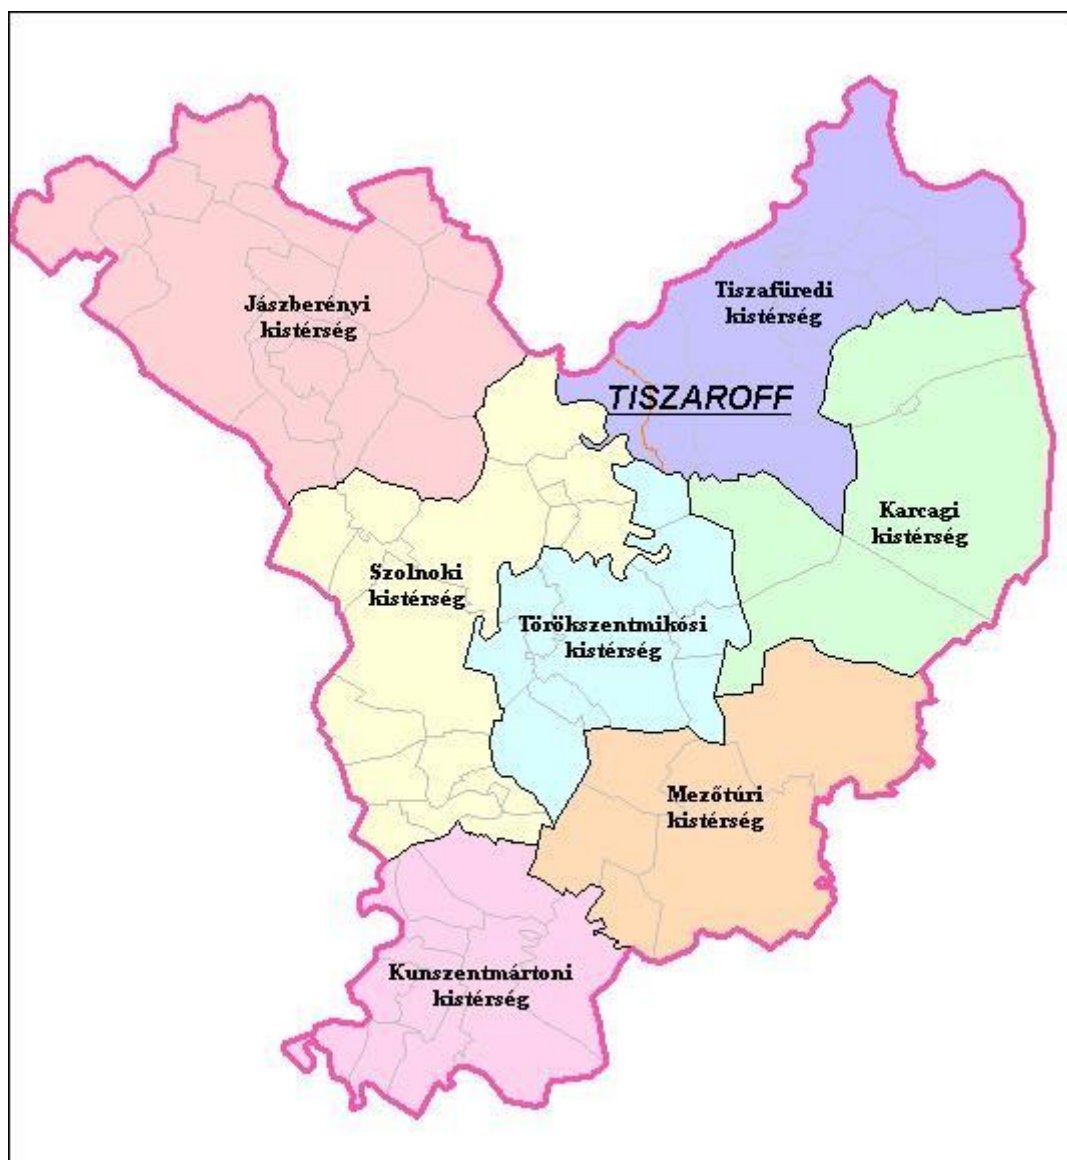 Tiszafüredi
kistérség
Jászberényi
kistérség
TISZAROFF
Karcagi
kistérség
Szolnoki
kistérség
Törökszentmikósi
kistérség
Mezőtúri
kistérség
Kunszentmártoni
kistérség